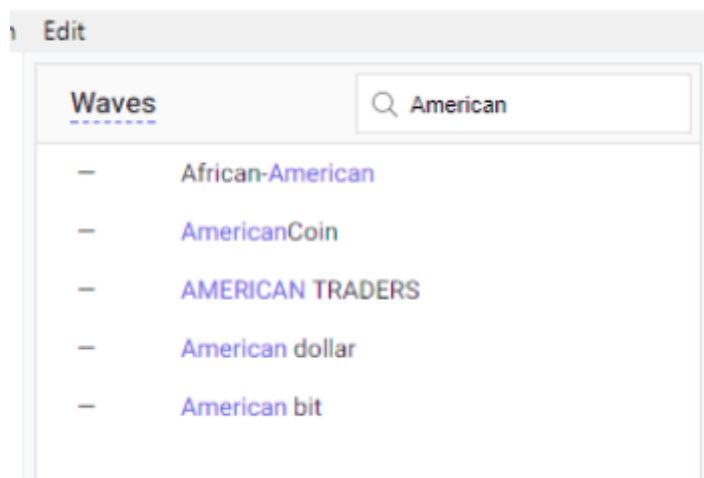 Edit
Waves
American
African-American
AmericanCoin
AMERICAN TRADERS
American dollar
American bit